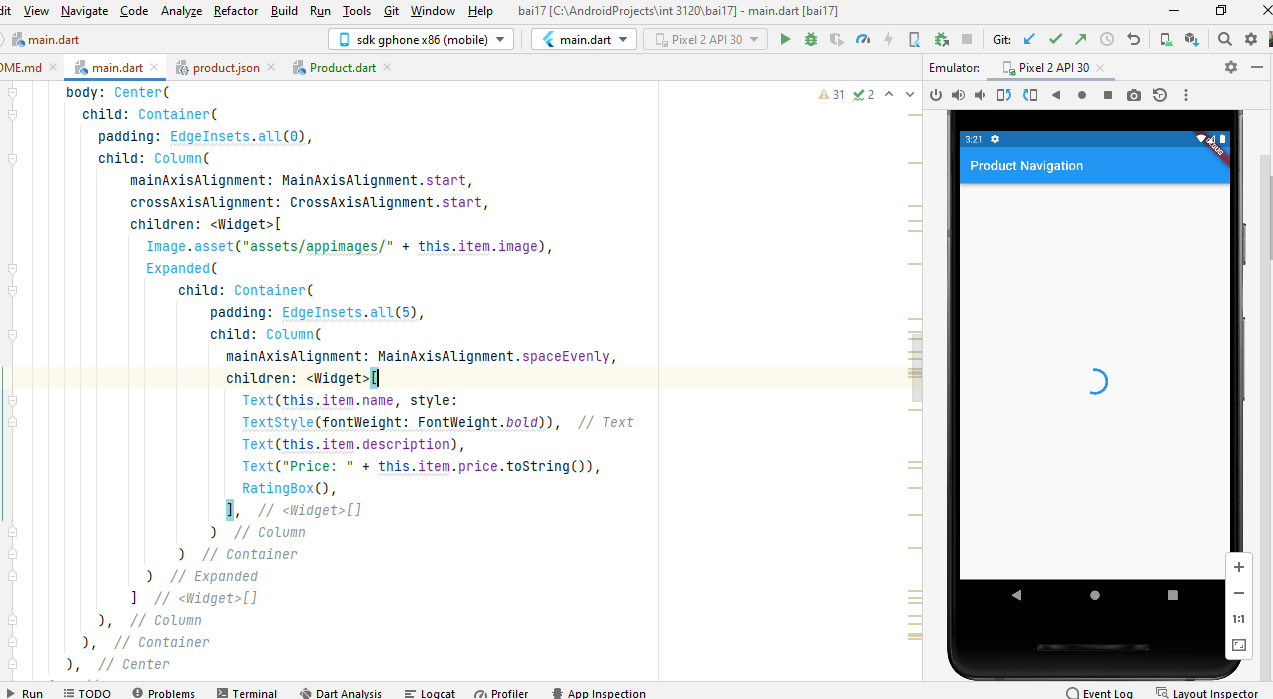 dit View Navigate Code Analyze Refactor Build Run Tools Git Window Help bai17 [C:\AndroidProjects\int 3120\bai17] - main.dart [bai17]
main.dart sdk gphone x86 (mobile) main.dart Pixel 2 API 30 Git:
OME.md main.dart product.json Product.dart Emulator: Pixel 2 API 30
31 2
body: Center(
child: Container(
padding: EdgeInsets.all(0),
child: Column(
mainAxisAlignment: MainAxisAlignment.start,
crossAxisAlignment: CrossAxisAlignment.start,
children: <Widget>[
Image.asset("assets/appimages/" + this.item.image),
Expanded(
child: Container(
padding: EdgeInsets.all(5),
child: Column(
mainAxisAlignment: MainAxisAlignment.spaceEvenly,
children: <Widget>[
Text(this.item.name, style:
TextStyle(fontWeight: FontWeight.bold)), // Text
Text(this.item.description),
Text("Price: " + this.item.price.toString()),
RatingBox(),
], // <Widget>[]
) // Column
) // Container
) // Expanded
] // <Widget>[]
), // Column
), // Container
), // Center
3:21
DEBUG
Product Navigation
1:1
Run TODO Problems Terminal Dart Analysis Logcat Profiler App Inspection Event Log Layout Inspector